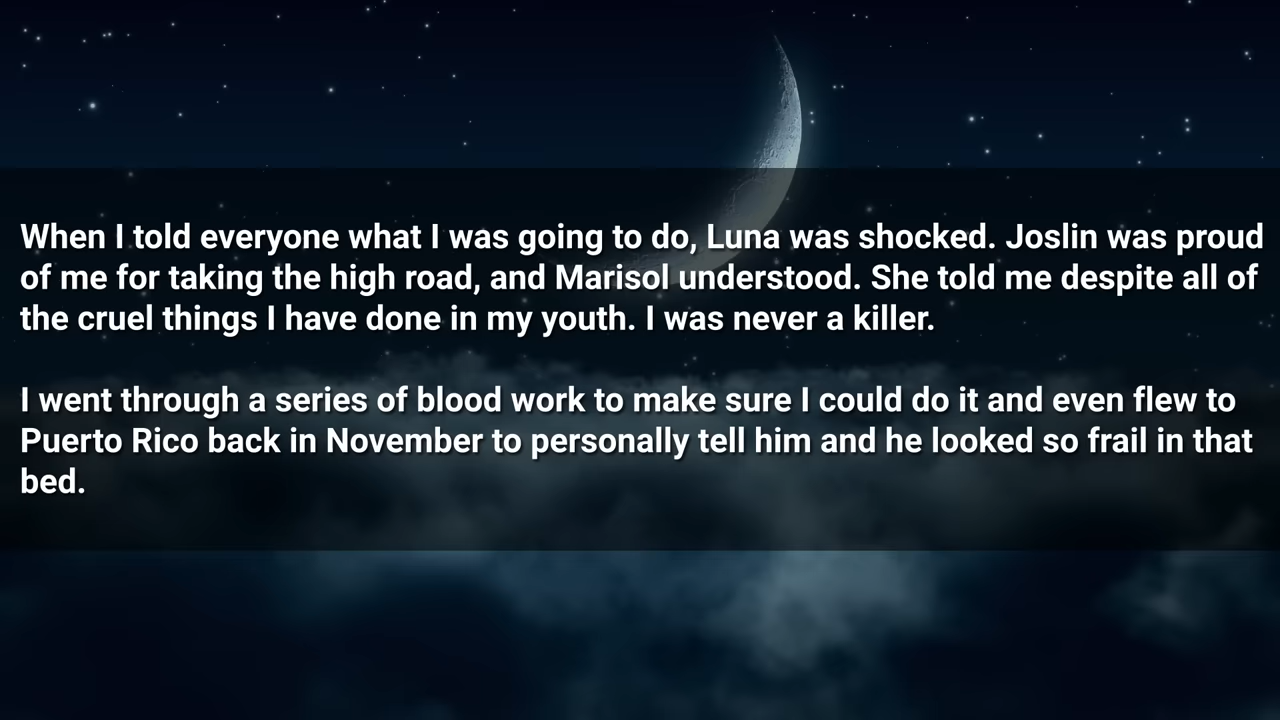 When I told everyone what I was going to do, Luna was shocked. Joslin was proud
of me for taking the high road, and Marisol understood. She told me despite all of
the cruel things I have done in my youth. I was never a killer.
I went through a series of blood work to make sure I could do it and even flew to
Puerto Rico back in November to personally tell him and he looked so frail in that
bed.